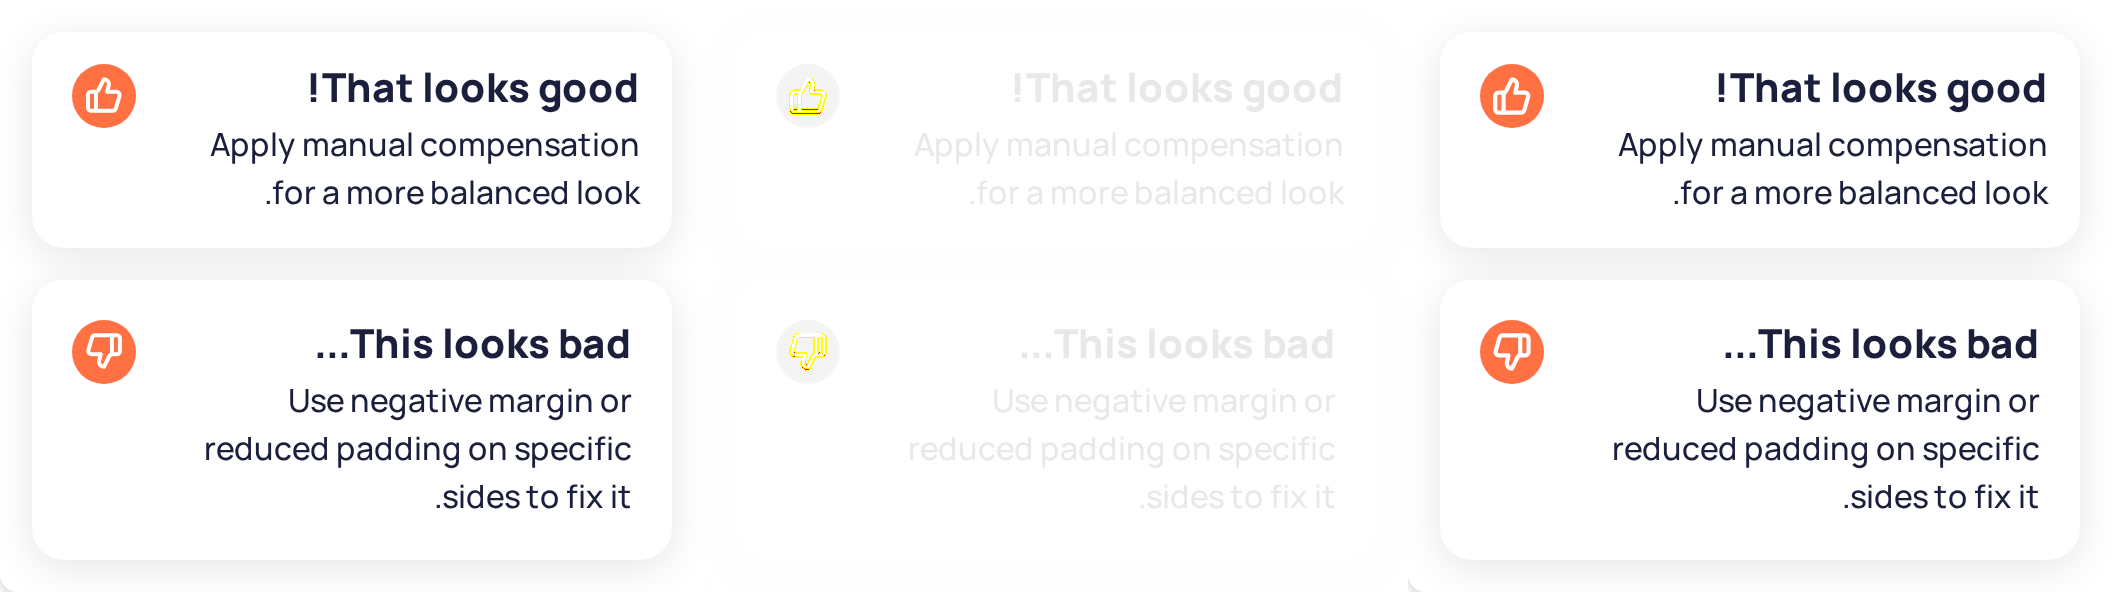 !That looks good
Apply manual compensation
.for a more balanced look
...This looks bad
Use negative margin or
reduced padding on specific
.sides to fix it
!That looks good
Apply manual compensation
.for a more balanced look
...This looks bad
Use negative margin or
reduced padding on specific
.sides to fix it
!That looks good
Apply manual compensation
.for a more balanced look
...This looks bad
Use negative margin or
reduced padding on specific
.sides to fix it